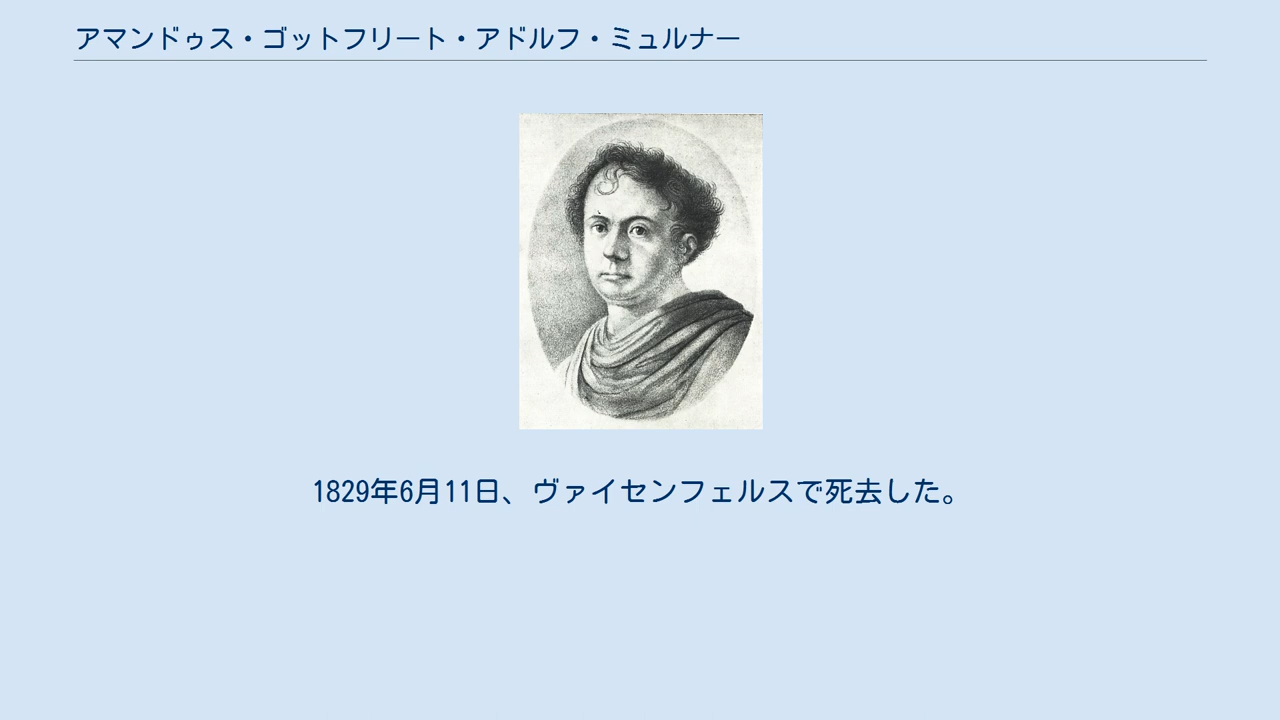 アマンドゥス・ゴットフリート・アドルフ・ミュルナー
1829年6月11日、ヴァイセンフェルスで死去した。